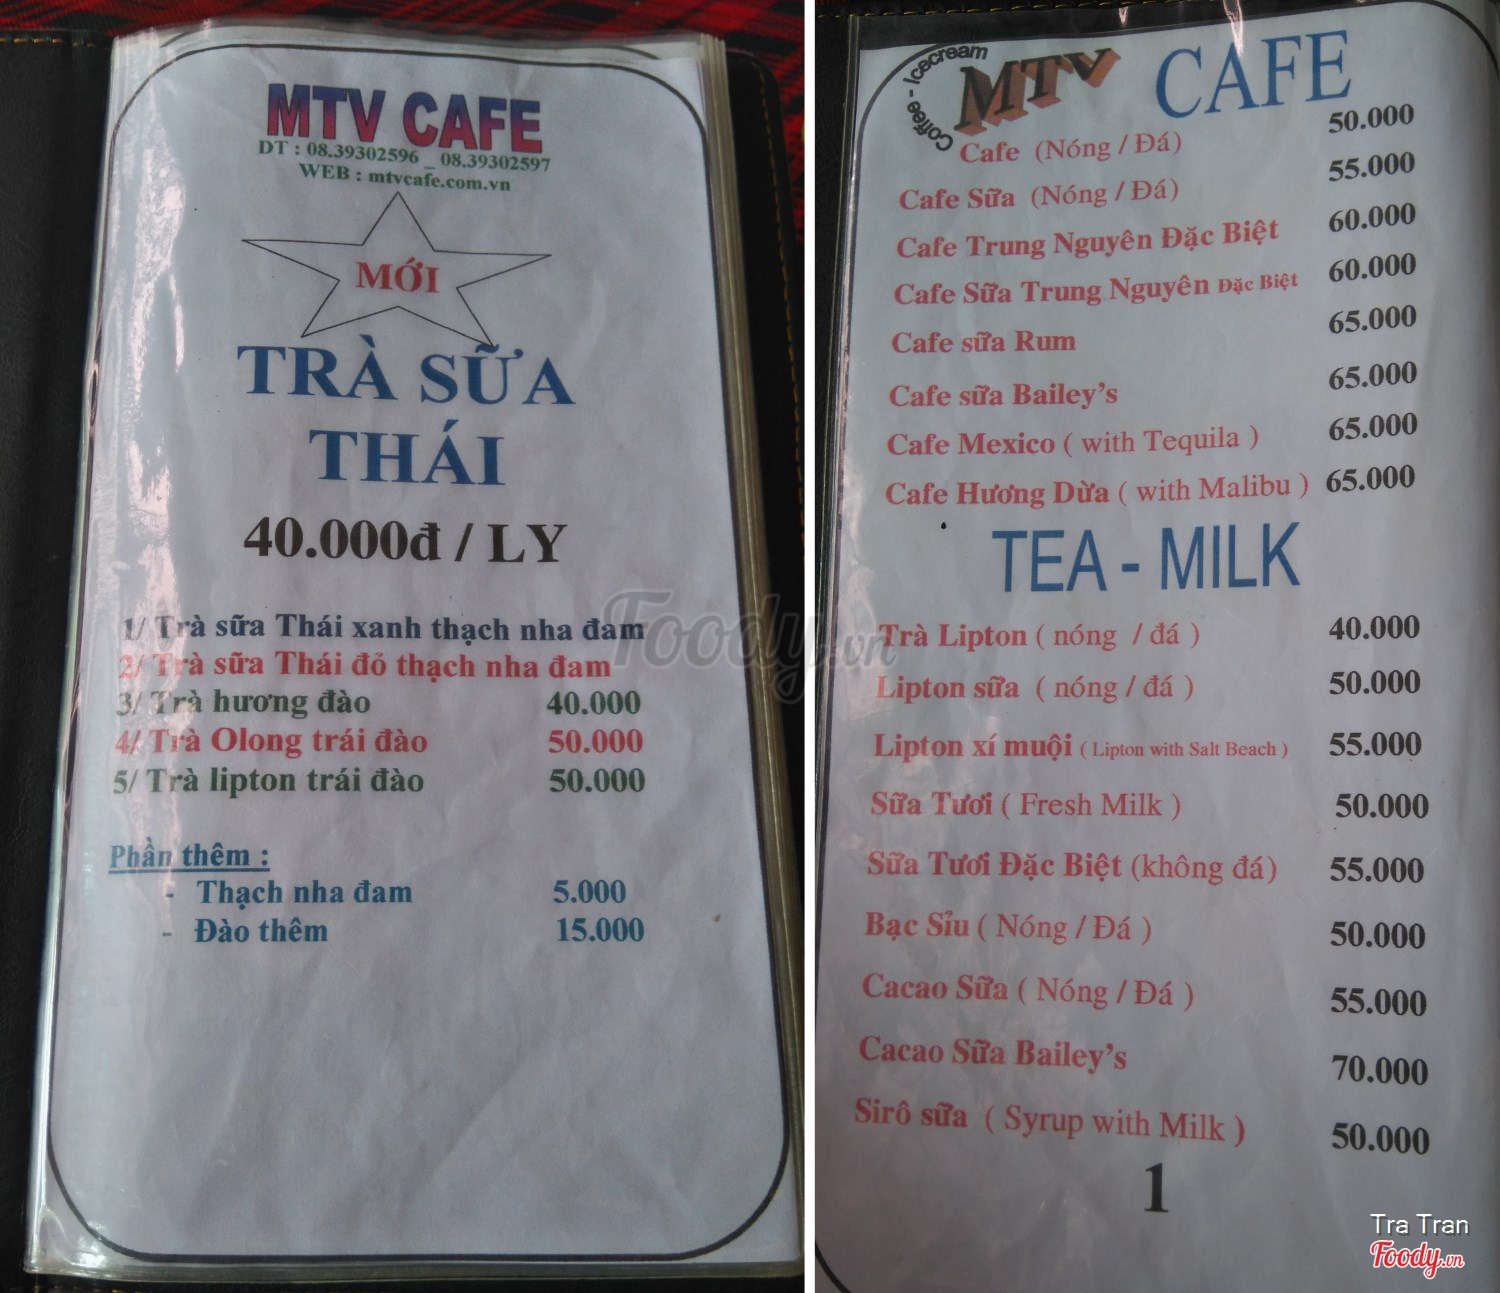 MTV CAFE
DT : 08.39302596 _ 08.39302597
WEB : mtvcafe.com.vn
MỚI
TRÀ SỮA
THÁI
40.000đ / LY
1/ Trà sữa Thái xanh thạch nha đam
2/ Trà sữa Thái đỏ thạch nha đam
3/ Trà hương đào 40.000
4/ Trà Olong trái đào 50.000
5/ Trà lipton trái đào 50.000
Phần thêm :
- Thạch nha đam 5.000
- Đào thêm 15.000
Foody.vn
Coffee - Icecream
MTV CAFE
Cafe (Nóng / Đá) 50.000
Cafe Sữa (Nóng / Đá) 55.000
Cafe Trung Nguyên Đặc Biệt 60.000
Cafe Sữa Trung Nguyên Đặc Biệt 60.000
Cafe sữa Rum 65.000
Cafe sữa Bailey's 65.000
Cafe Mexico ( with Tequila ) 65.000
Cafe Hương Dừa ( with Malibu ) 65.000
TEA - MILK
Trà Lipton ( nóng / đá ) 40.000
Lipton sữa ( nóng / đá ) 50.000
Lipton xí muội ( Lipton with Salt Beach ) 55.000
Sữa Tươi ( Fresh Milk ) 50.000
Sữa Tươi Đặc Biệt (không đá) 55.000
Bạc Sỉu ( Nóng / Đá ) 50.000
Cacao Sữa ( Nóng / Đá ) 55.000
Cacao Sữa Bailey's 70.000
Sirô sữa ( Syrup with Milk ) 50.000
1
Tra Tran
Foody.vn